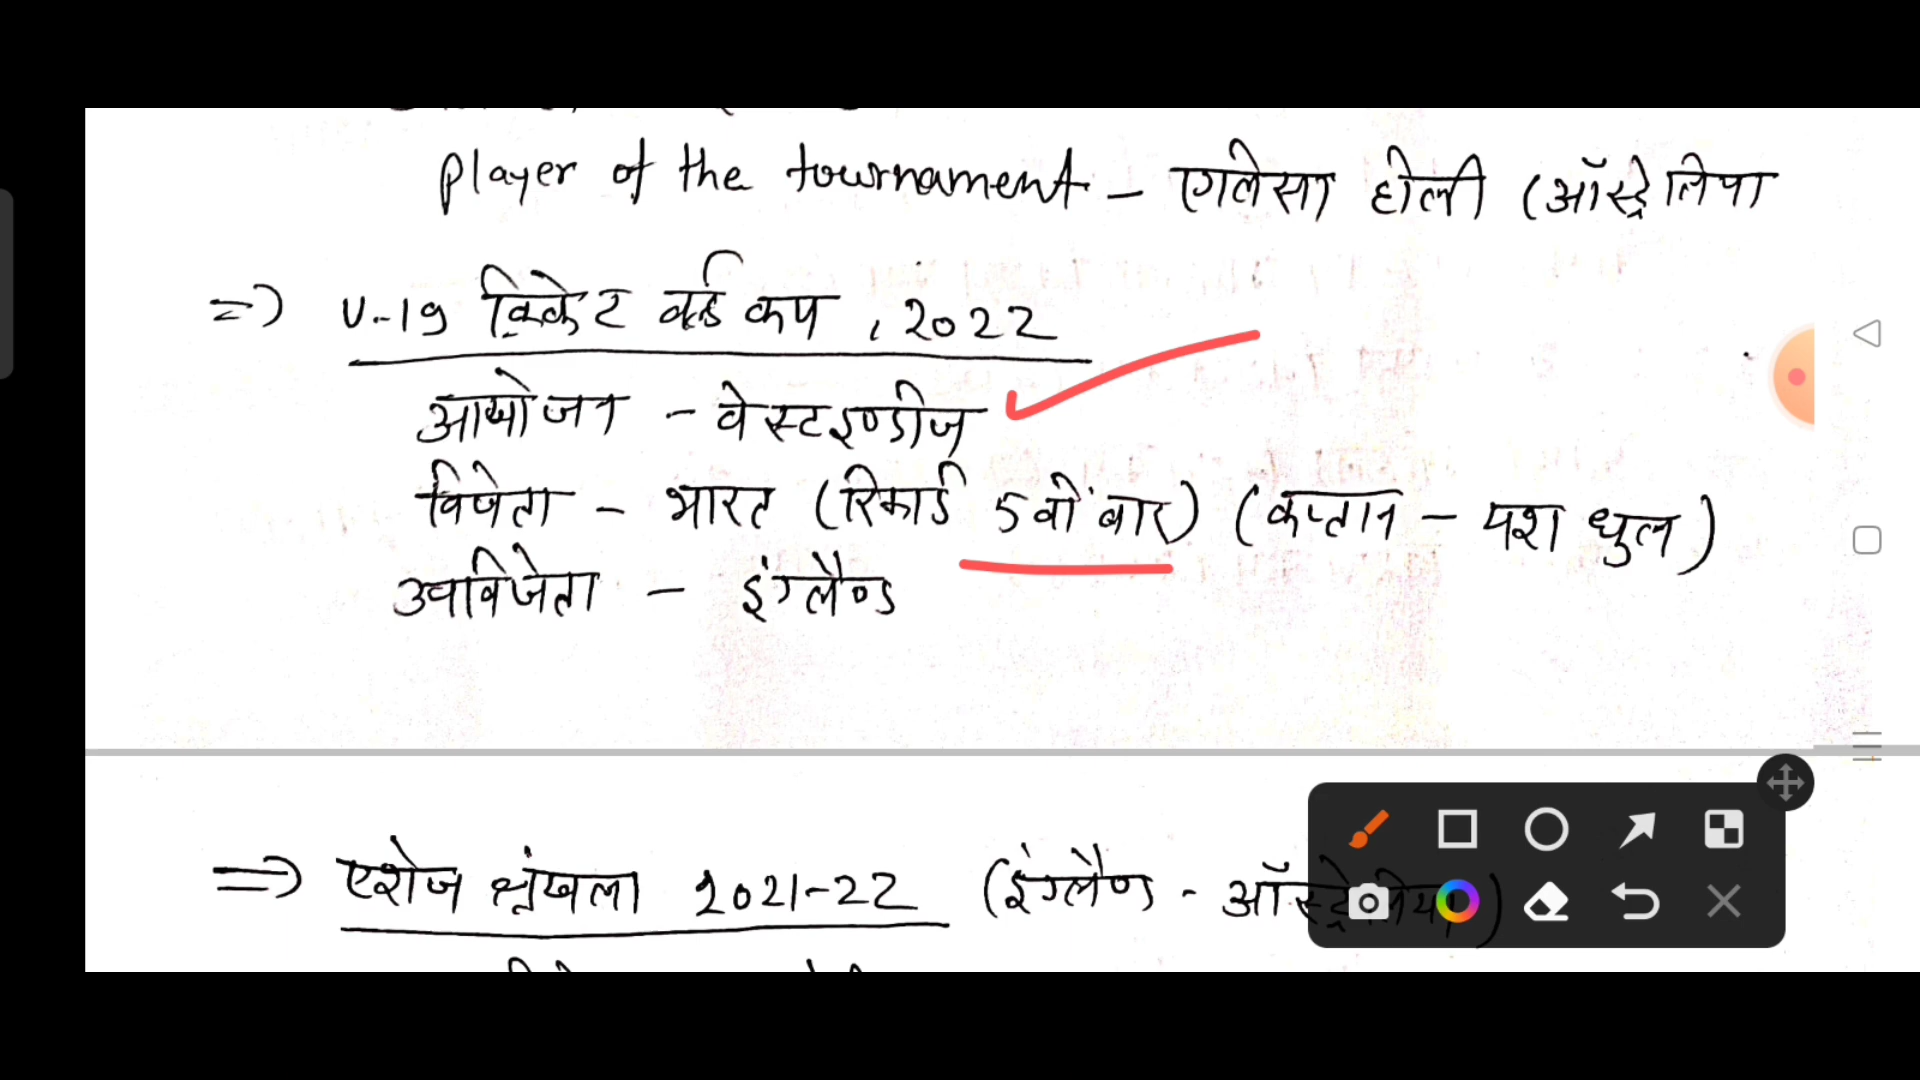 Player of the tournament - एलिसा हीली (ऑस्ट्रेलिया
=> U-19 क्रिकेट वर्ल्ड कप, 2022
आयोजन - वेस्टइण्डीज
विजेता - भारत (रिकार्ड 5वीं बार) (कप्तान - यश धुल)
उपविजेता - इंग्लैण्ड
=> एशेज श्रृंखला 2021-22 (इंग्लैण्ड - ऑस्ट्रेलिया)